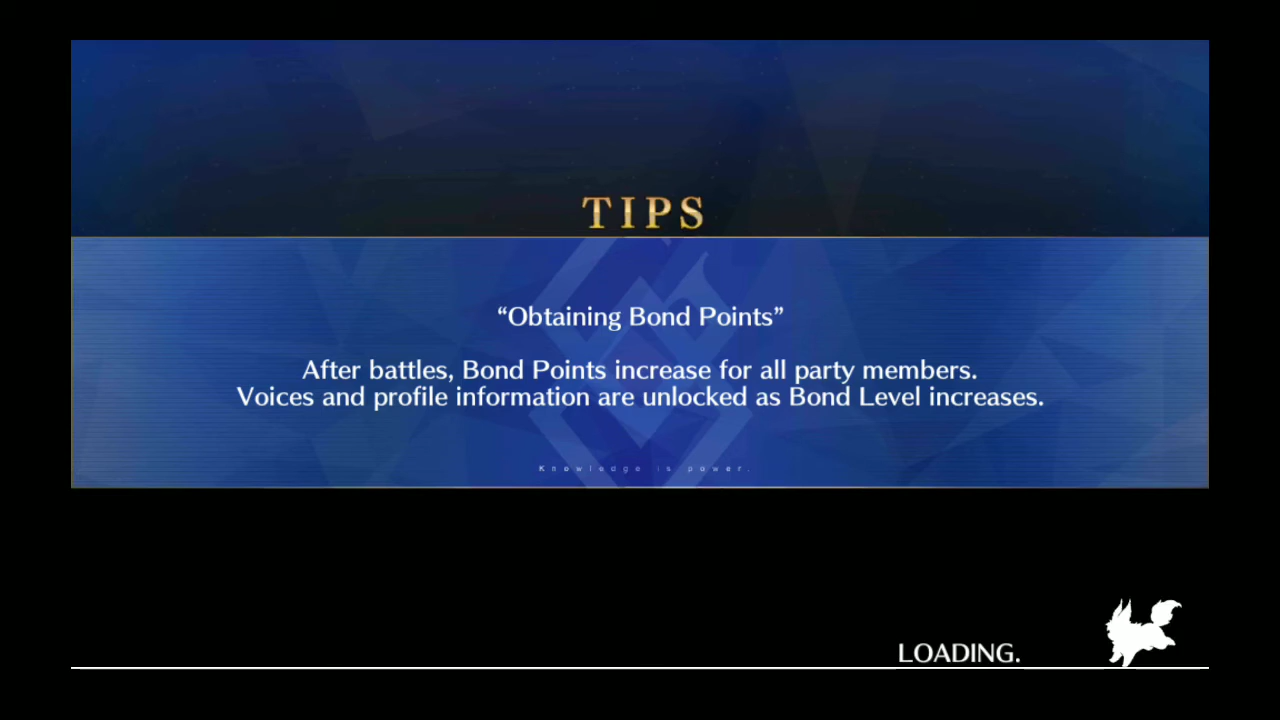 TIPS
“Obtaining Bond Points”
After battles, Bond Points increase for all party members.
Voices and profile information are unlocked as Bond Level increases.
Knowledge is power.
LOADING.